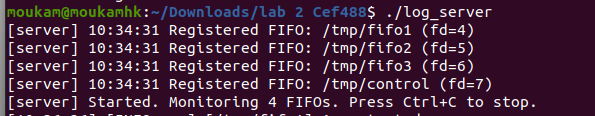 moukam@moukamhk:~/Downloads/lab 2 Cef488$ ./log_server
[server] 10:34:31 Registered FIFO: /tmp/fifo1 (fd=4)
[server] 10:34:31 Registered FIFO: /tmp/fifo2 (fd=5)
[server] 10:34:31 Registered FIFO: /tmp/fifo3 (fd=6)
[server] 10:34:31 Registered FIFO: /tmp/control (fd=7)
[server] Started. Monitoring 4 FIFOs. Press Ctrl+C to stop.